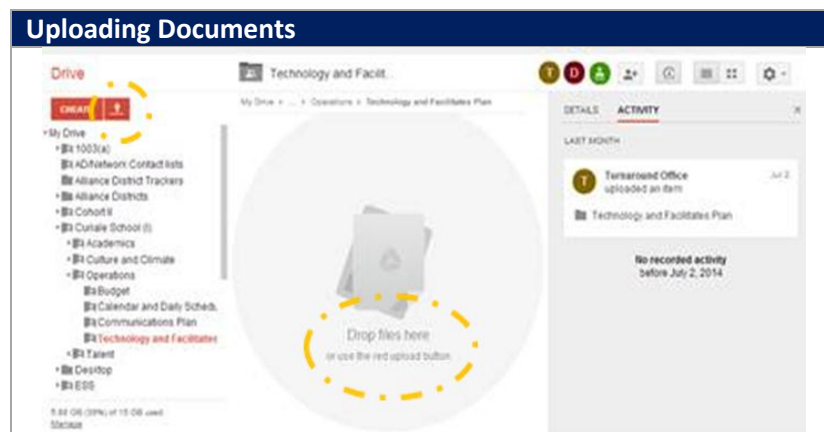 Uploading Documents
Drive
Technology and Facilit...
T D
CREATE
My Drive
1003(a)
AD/Network Contact lists
Alliance District Trackers
Alliance Districts
Cohort II
Curiale School (I)
Academics
Culture and Climate
Operations
Budget
Calendar and Daily Schedu
Communications Plan
Technology and Facilitates
Talent
Desktop
ESS
(39%) of 15 GB used
Manage
My Drive ▸ ... ▸ Operations ▸ Technology and Facilitates Plan
Drop files here
or use the red upload button
DETAILS ACTIVITY x
LAST MONTH
T
Turnaround Office Jul 2
uploaded an item
Technology and Facilitates Plan
No recorded activity
before July 2, 2014